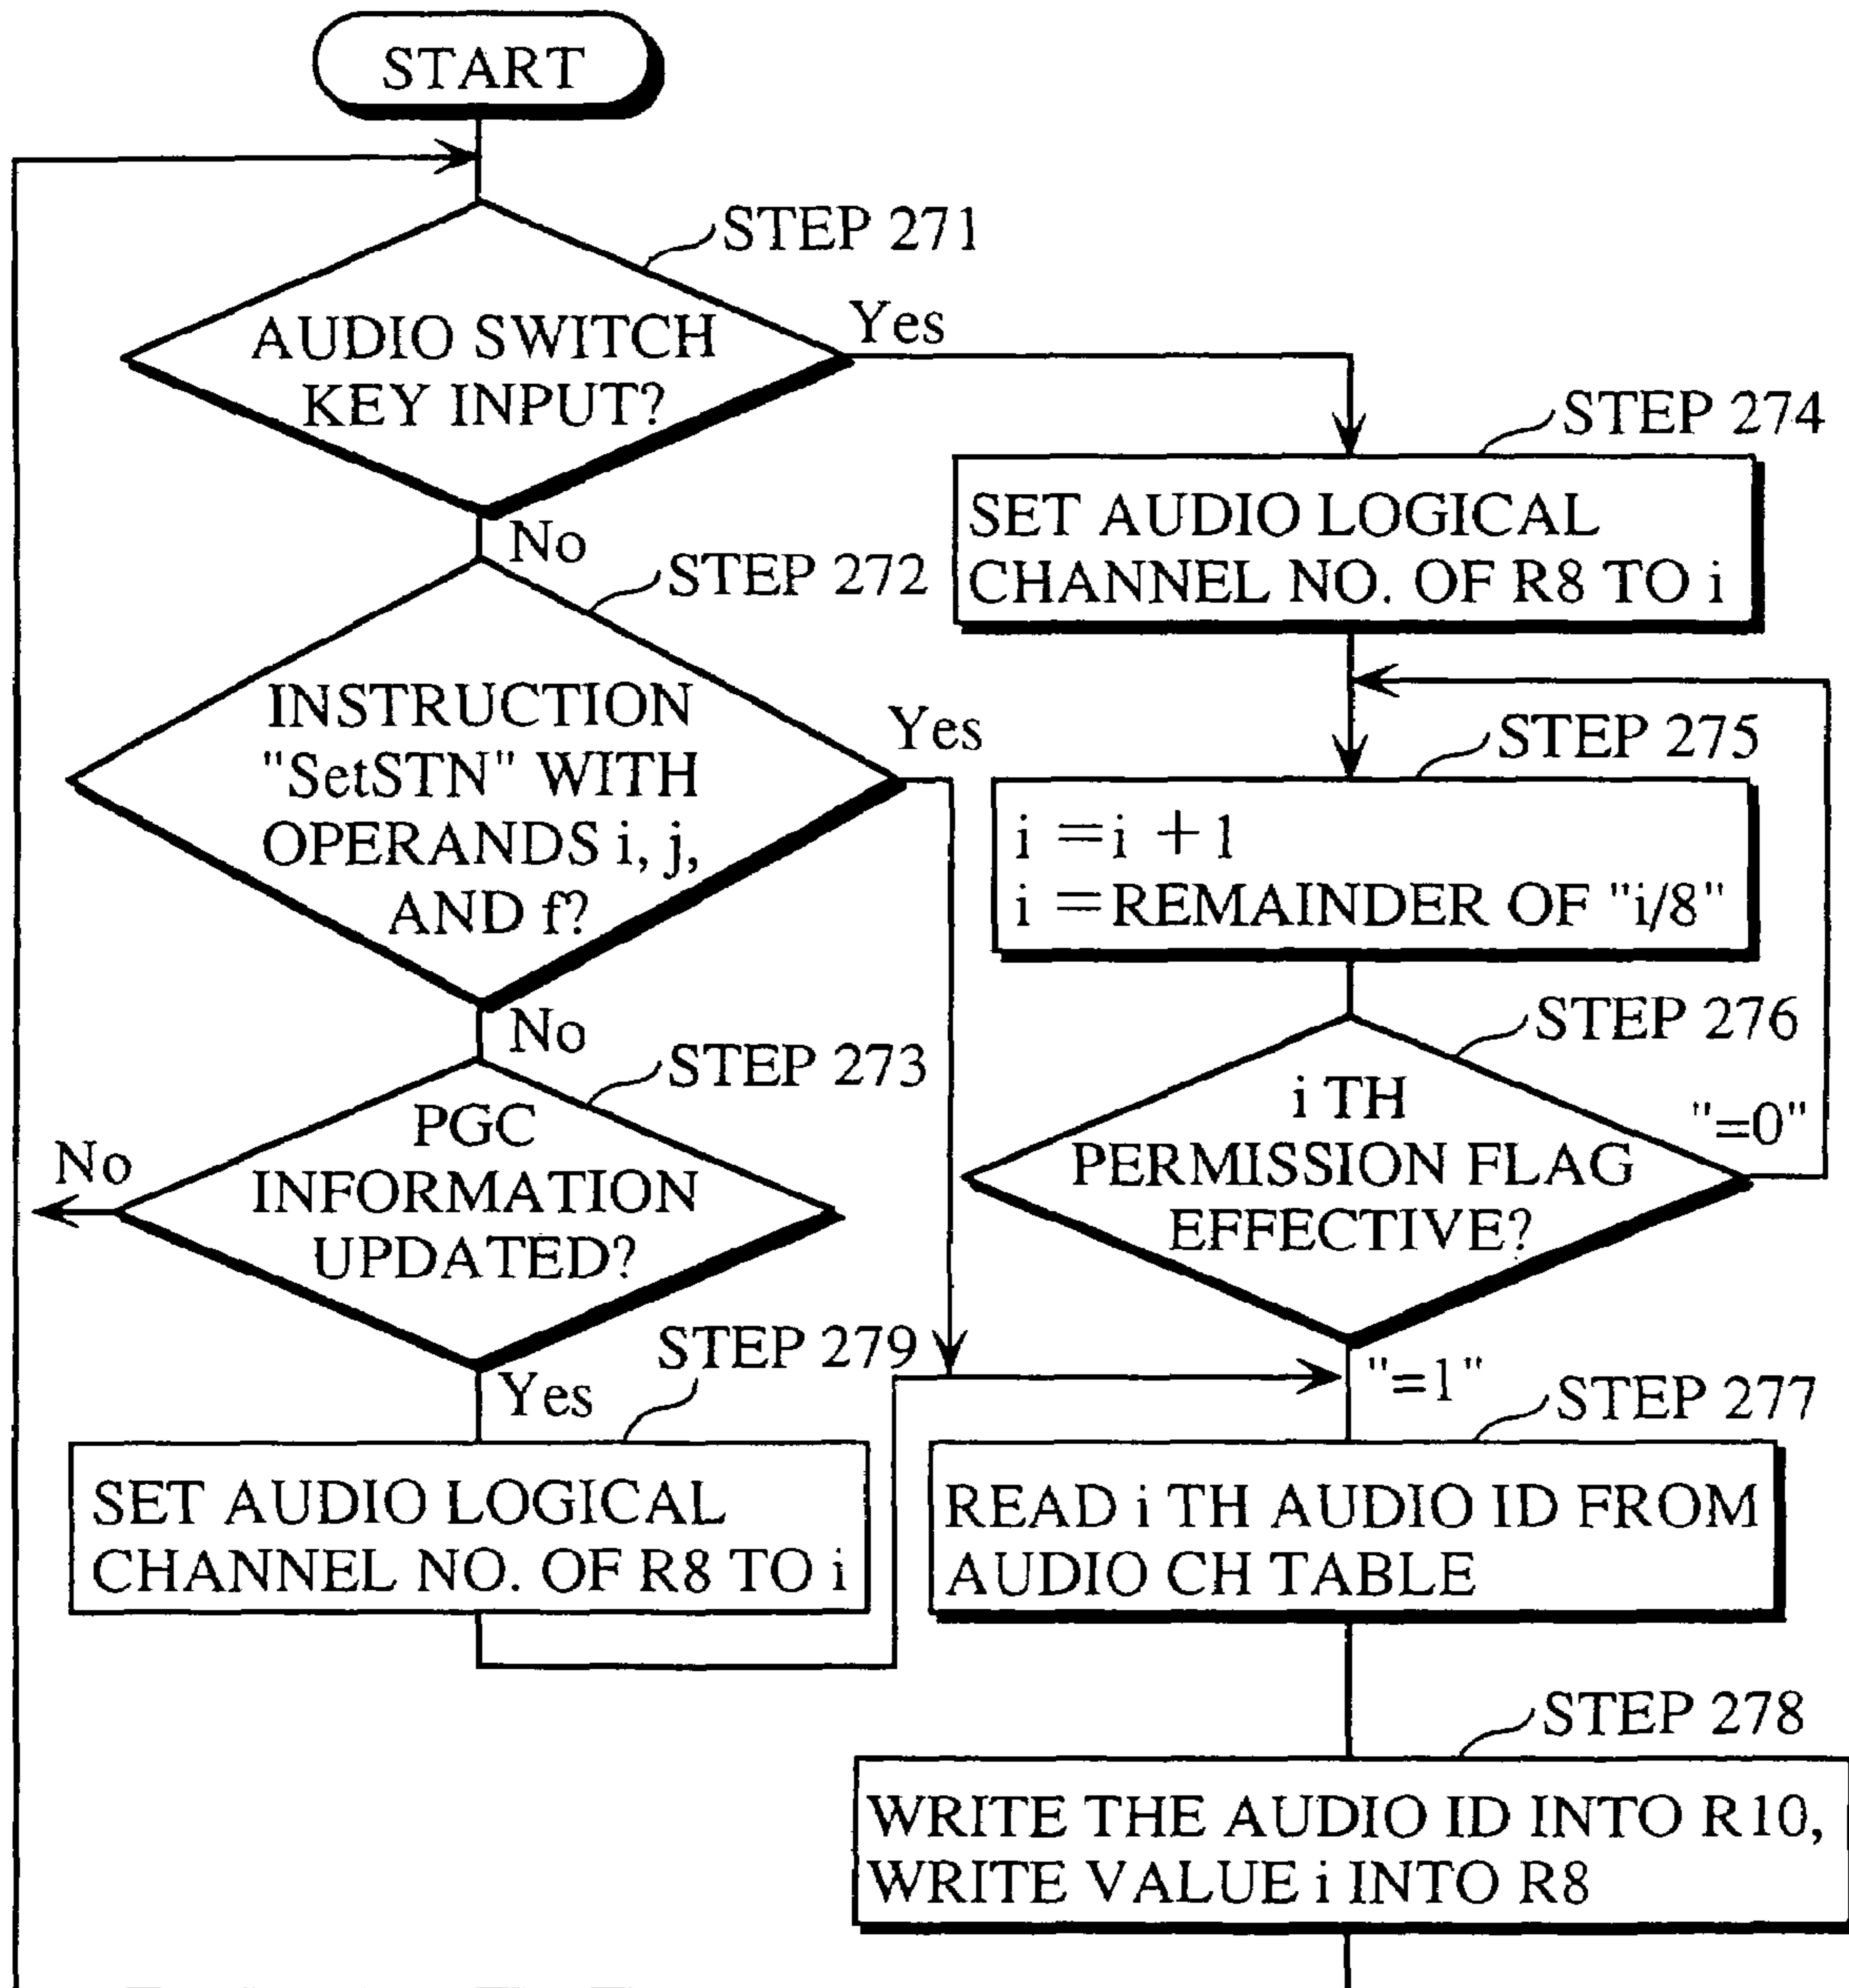 START
STEP 271
AUDIO SWITCH
KEY INPUT?
Yes
No
STEP 274
SET AUDIO LOGICAL
CHANNEL NO. OF R8 TO i
STEP 272
INSTRUCTION
"SetSTN" WITH
OPERANDS i, j,
AND f?
Yes
No
STEP 275
i = i + 1
i = REMAINDER OF "i/8"
STEP 276
i TH
PERMISSION FLAG
EFFECTIVE?
"=0"
"=1"
STEP 273
PGC
INFORMATION
UPDATED?
No
Yes
STEP 279
SET AUDIO LOGICAL
CHANNEL NO. OF R8 TO i
STEP 277
READ i TH AUDIO ID FROM
AUDIO CH TABLE
STEP 278
WRITE THE AUDIO ID INTO R10,
WRITE VALUE i INTO R8